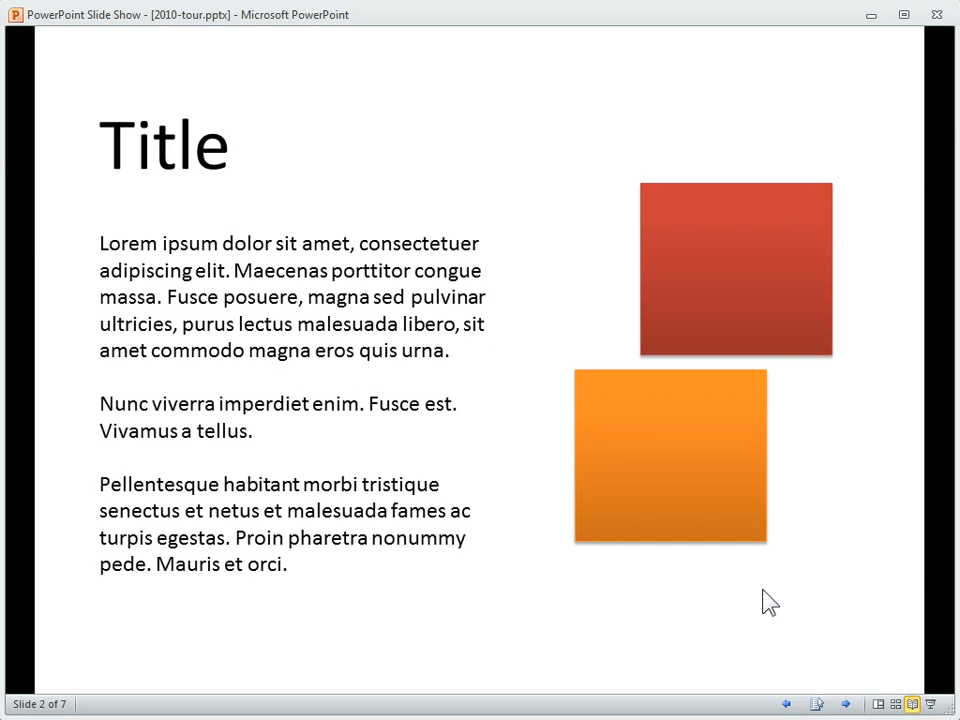 PowerPoint Slide Show - [2010-tour.pptx] - Microsoft PowerPoint
Title
Lorem ipsum dolor sit amet, consectetuer
adipiscing elit. Maecenas porttitor congue
massa. Fusce posuere, magna sed pulvinar
ultricies, purus lectus malesuada libero, sit
amet commodo magna eros quis urna.
Nunc viverra imperdiet enim. Fusce est.
Vivamus a tellus.
Pellentesque habitant morbi tristique
senectus et netus et malesuada fames ac
turpis egestas. Proin pharetra nonummy
pede. Mauris et orci.
Slide 2 of 7